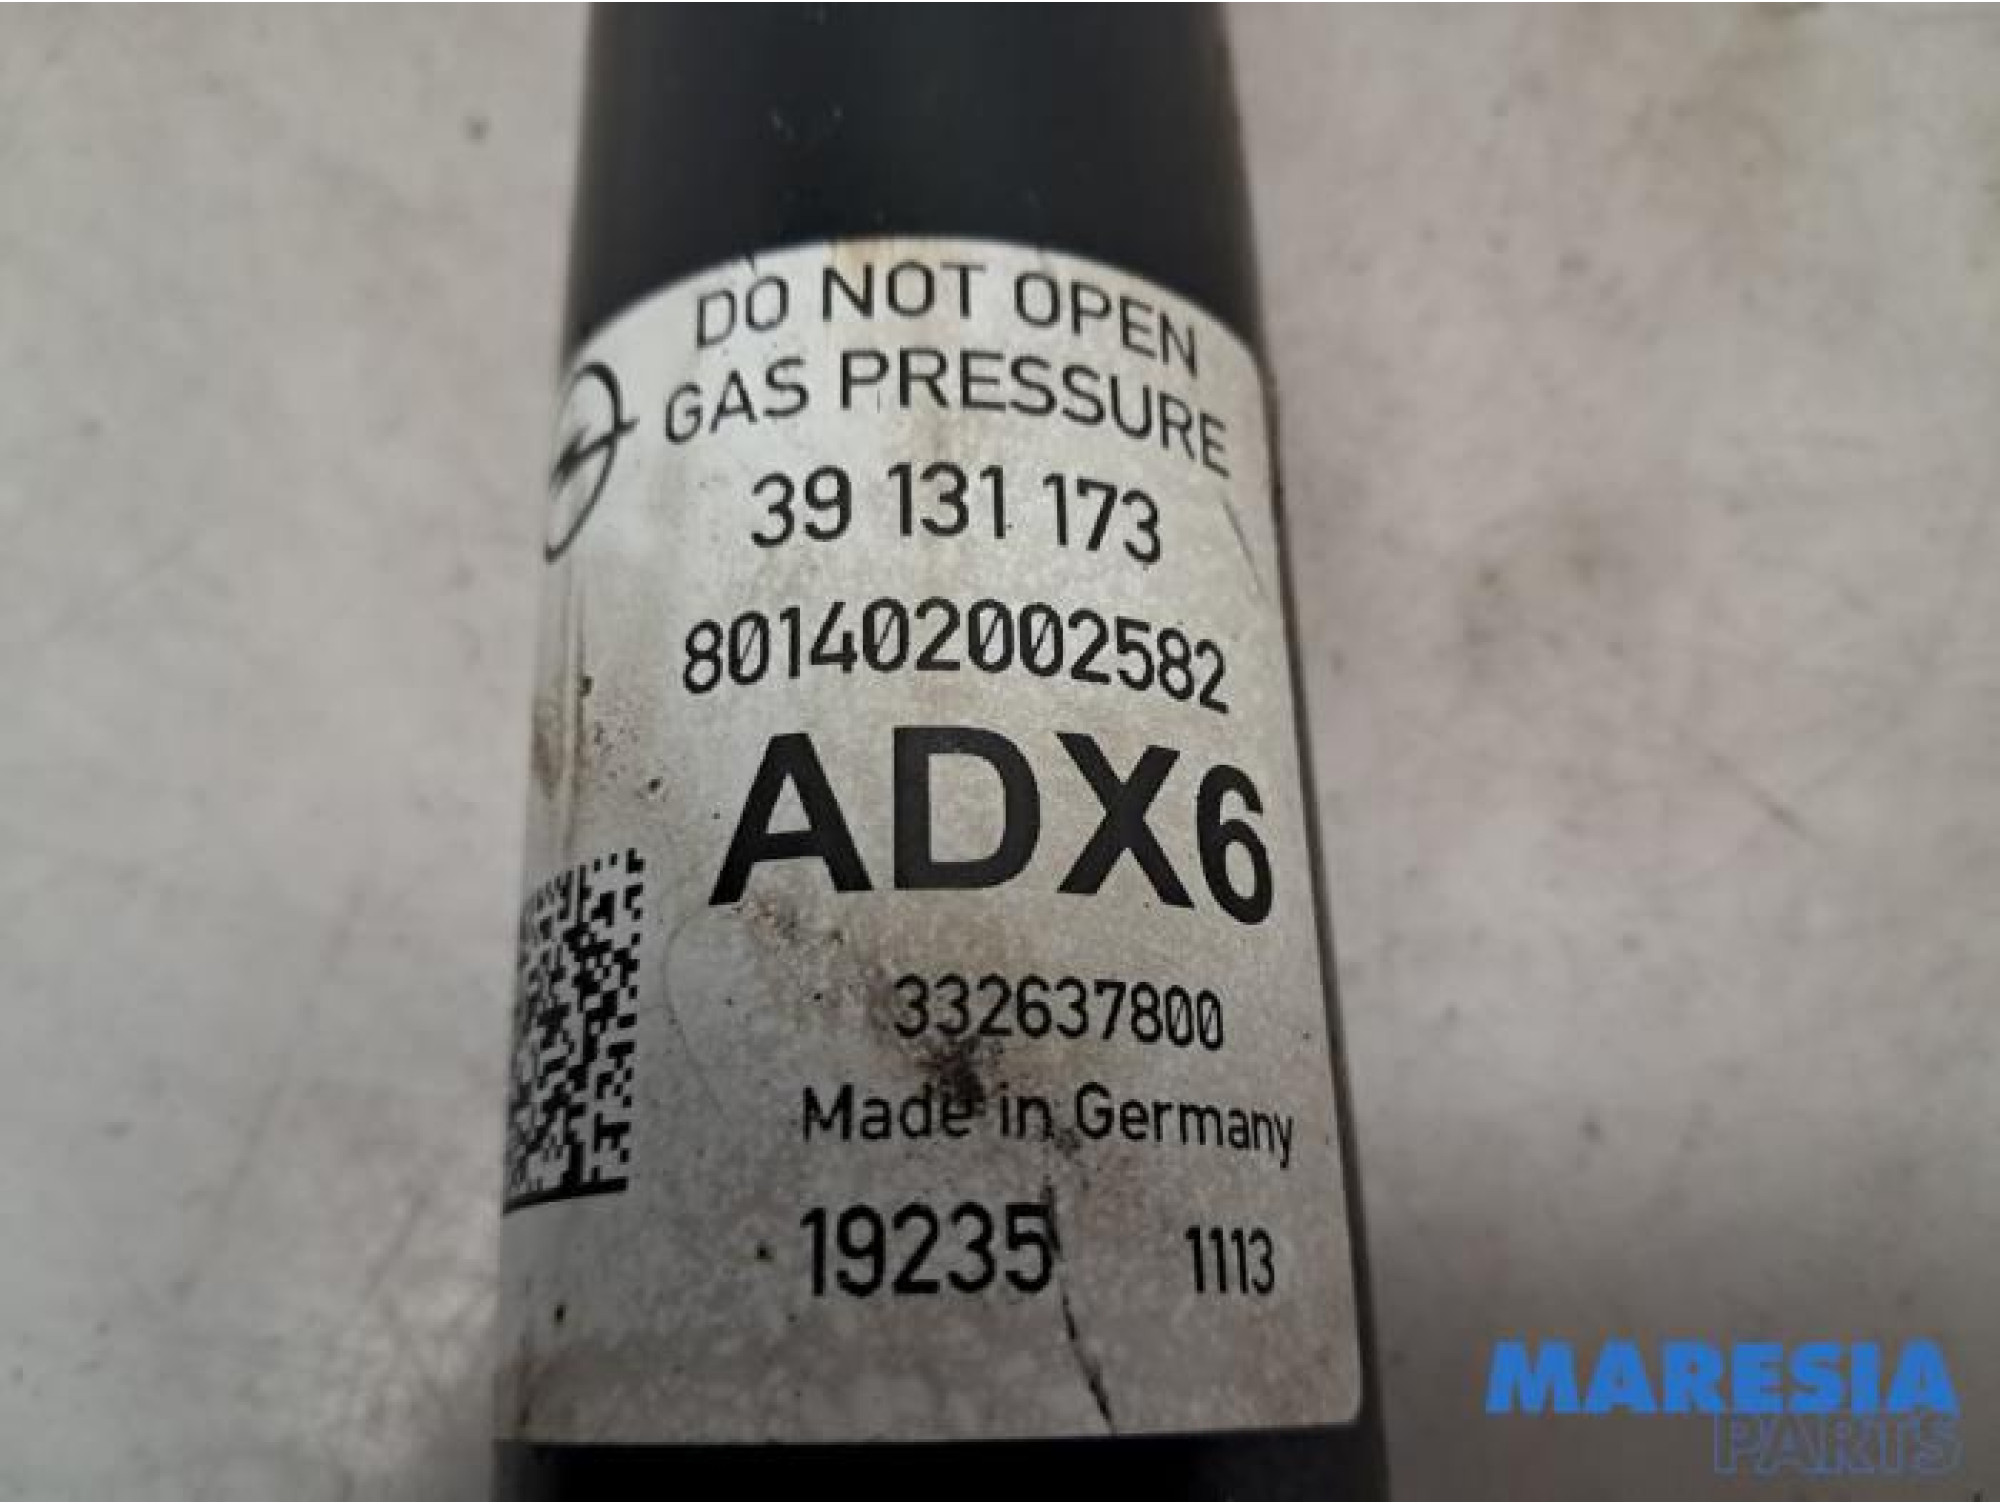 DO NOT OPEN
GAS PRESSURE
39 131 173
801402002582
ADX6
332637800
Made in Germany
19235 1113
MARESIA
PARTS